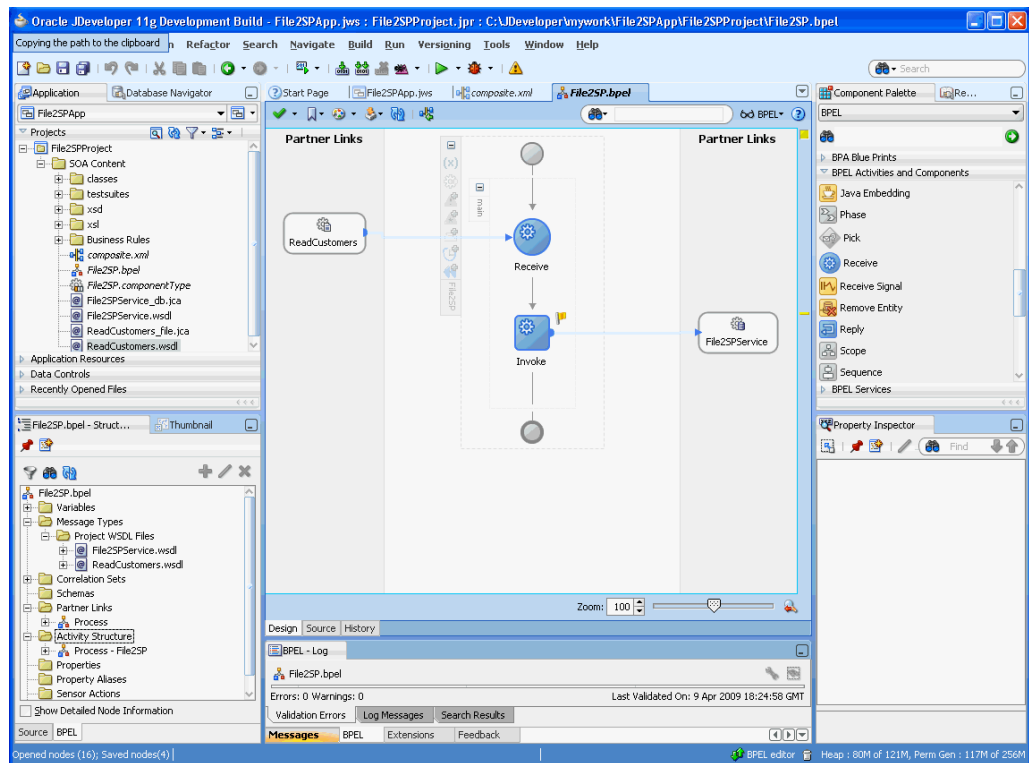 Oracle JDeveloper 11g Development Build - File2SPApp.jws : File2SPProject.jpr : C:\JDeveloper\mywork\File2SPApp\File2SPProject\File2SP.bpel
Copying the path to the clipboard n Refactor Search Navigate Build Run Versioning Tools Window Help
Search
Application Database Navigator
File2SPApp
Projects
File2SPProject
SOA Content
classes
testsuites
xsd
xsl
Business Rules
composite.xml
File2SP.bpel
File2SP.componentType
File2SPService_db.jca
File2SPService.wsdl
ReadCustomers_file.jca
ReadCustomers.wsdl
Application Resources
Data Controls
Recently Opened Files
File2SP.bpel - Struct... Thumbnail
File2SP.bpel
Variables
Message Types
Project WSDL Files
File2SPService.wsdl
ReadCustomers.wsdl
Correlation Sets
Schemas
Partner Links
Process
Activity Structure
Process - File2SP
Properties
Property Aliases
Sensor Actions
Show Detailed Node Information
Source BPEL
Start Page File2SPApp.jws composite.xml File2SP.bpel
BPEL
Partner Links Partner Links
(x)
main
ReadCustomers
Receive
File2SP
File2SPService
Invoke
Zoom: 100
Design Source History
BPEL - Log
File2SP.bpel
Errors: 0 Warnings: 0 Last Validated On: 9 Apr 2009 18:24:58 GMT
Validation Errors Log Messages Search Results
Messages BPEL Extensions Feedback
Component Palette Re...
BPEL
BPA Blue Prints
BPEL Activities and Components
Java Embedding
Phase
Pick
Receive
Receive Signal
Remove Entity
Reply
Scope
Sequence
BPEL Services
Property Inspector
Find
Opened nodes (16); Saved nodes(4) BPEL editor Heap : 80M of 121M, Perm Gen : 117M of 256M